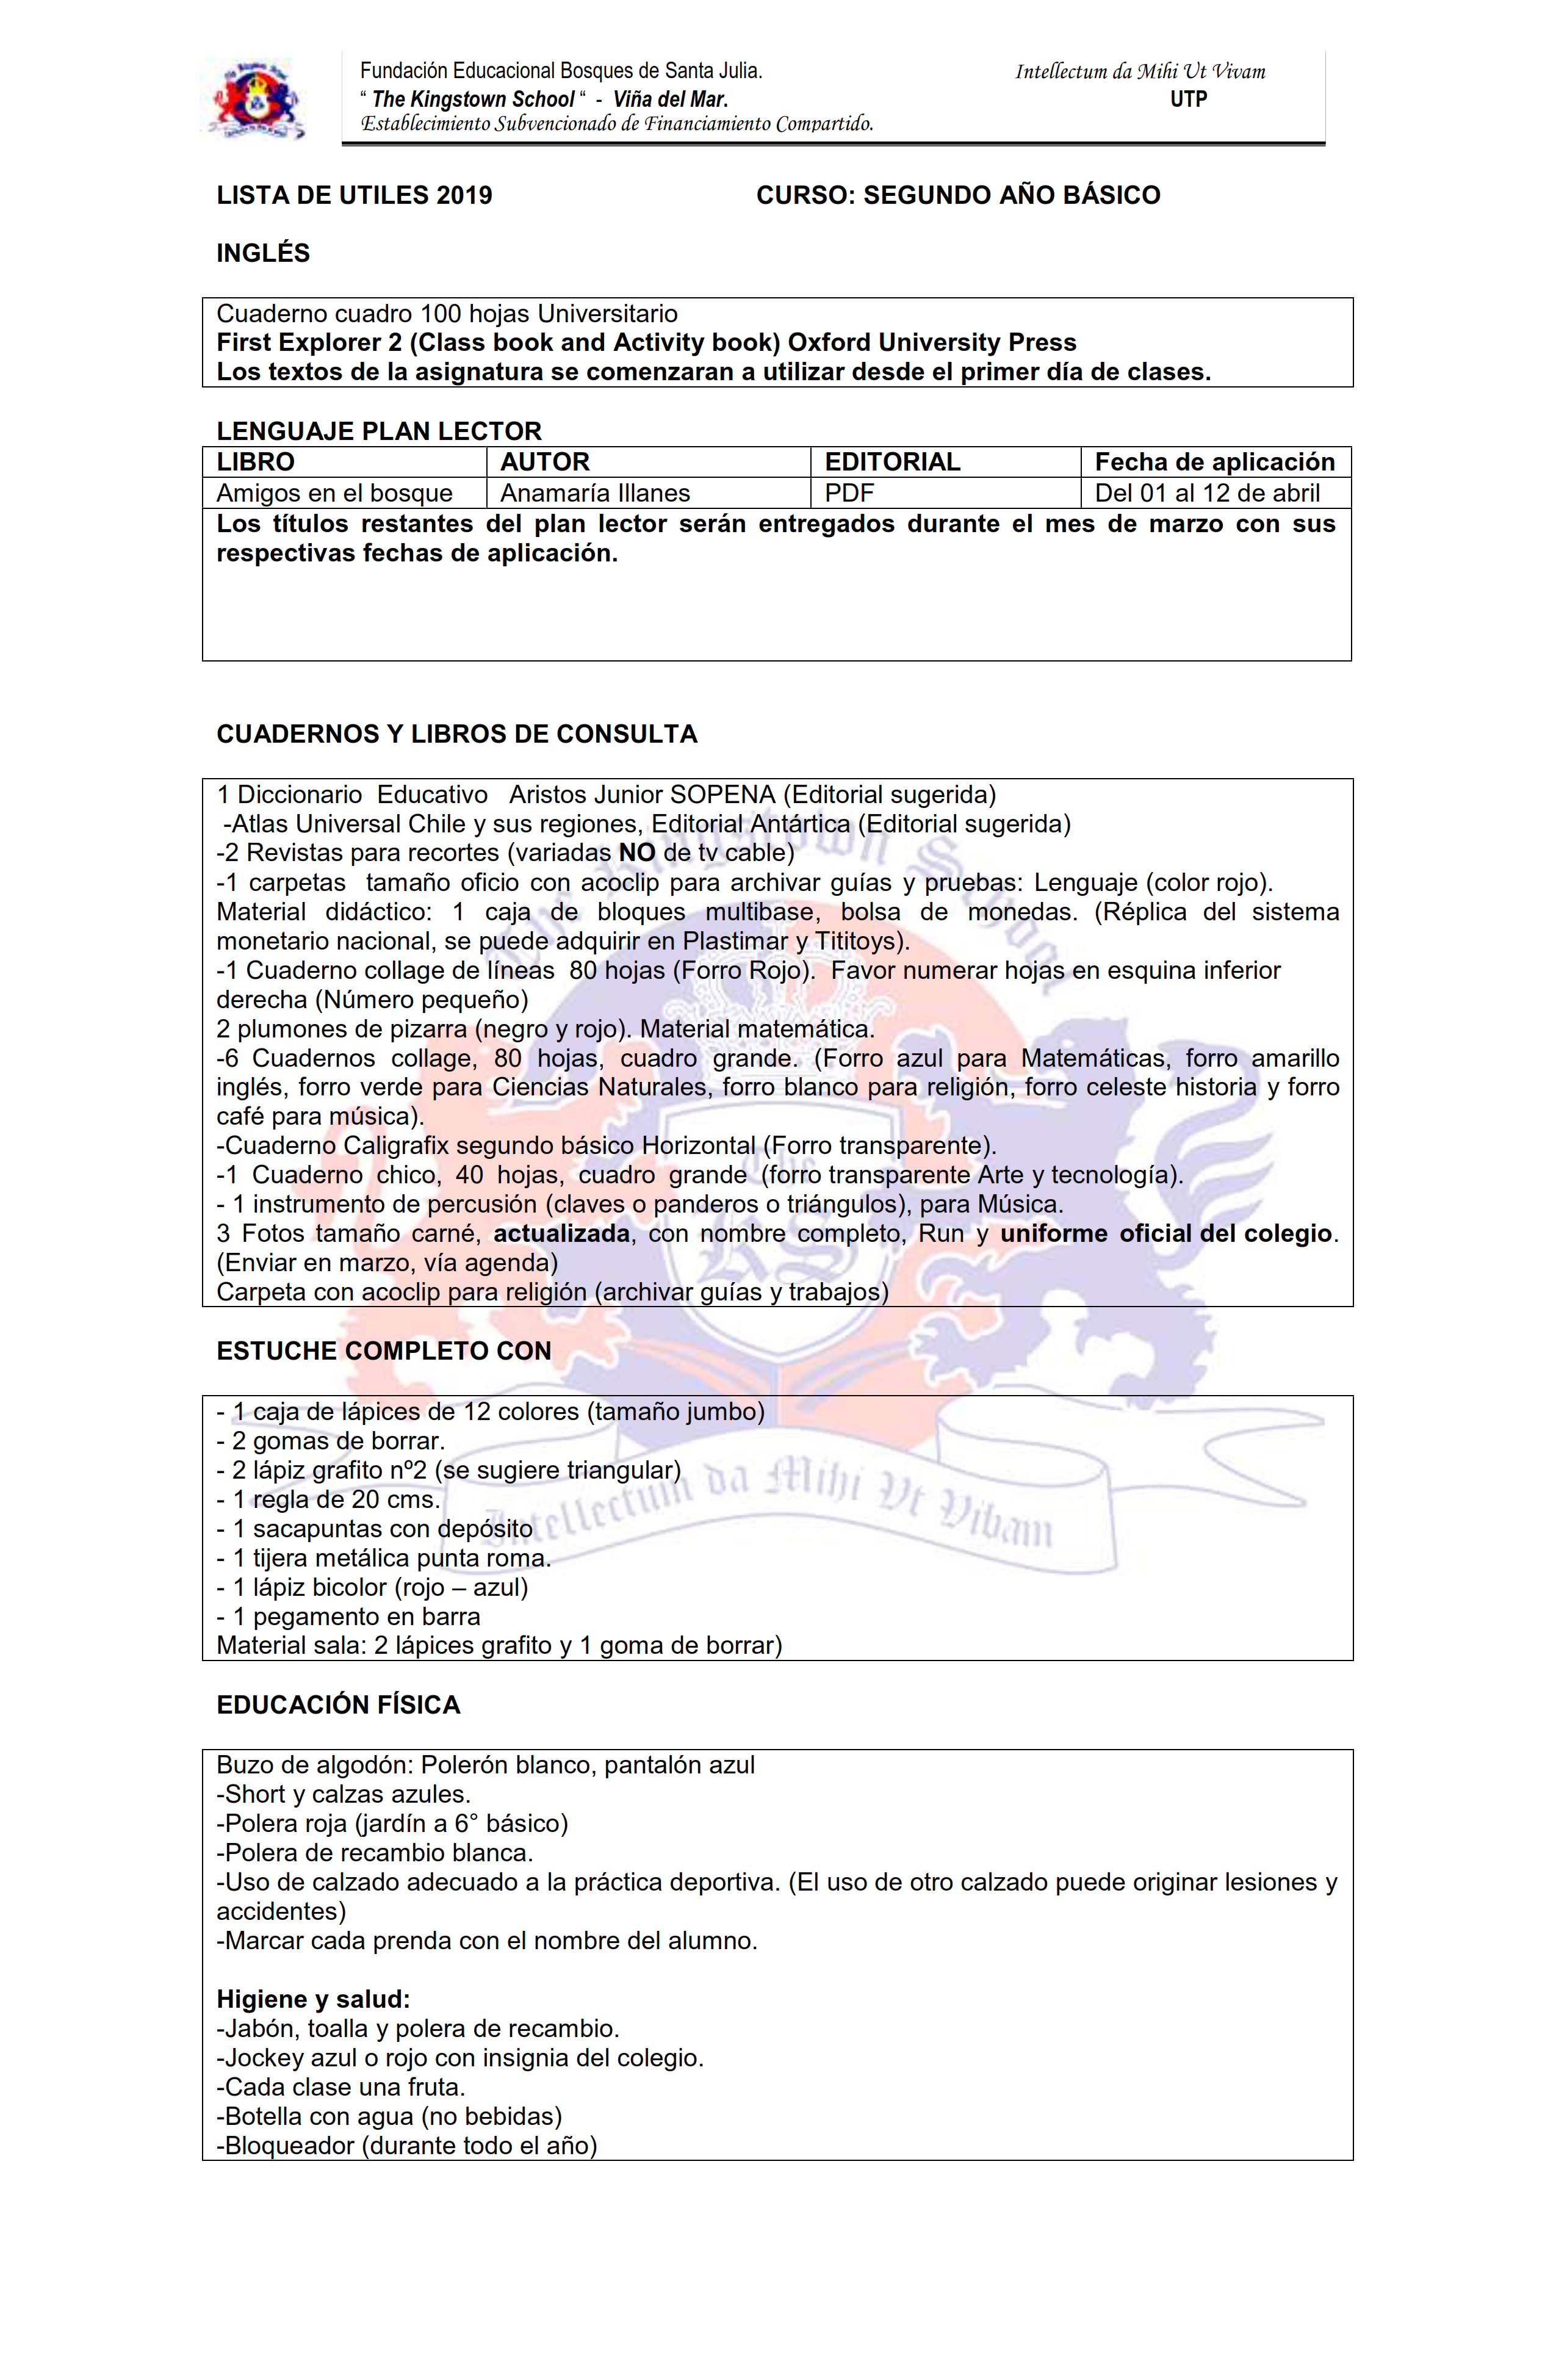 Fundación Educacional Bosques de Santa Julia. Intellectum da Mihi Ut Vivam
“ The Kingstown School “ - Viña del Mar. UTP
Establecimiento Subvencionado de Financiamiento Compartido.
LISTA DE UTILES 2019 CURSO: SEGUNDO AÑO BÁSICO
INGLÉS
Cuaderno cuadro 100 hojas Universitario
First Explorer 2 (Class book and Activity book) Oxford University Press
Los textos de la asignatura se comenzaran a utilizar desde el primer día de clases.
LENGUAJE PLAN LECTOR
LIBRO AUTOR EDITORIAL Fecha de aplicación
Amigos en el bosque Anamaría Illanes PDF Del 01 al 12 de abril
Los títulos restantes del plan lector serán entregados durante el mes de marzo con sus
respectivas fechas de aplicación.
CUADERNOS Y LIBROS DE CONSULTA
1 Diccionario Educativo Aristos Junior SOPENA (Editorial sugerida)
-Atlas Universal Chile y sus regiones, Editorial Antártica (Editorial sugerida)
-2 Revistas para recortes (variadas NO de tv cable)
-1 carpetas tamaño oficio con acoclip para archivar guías y pruebas: Lenguaje (color rojo).
Material didáctico: 1 caja de bloques multibase, bolsa de monedas. (Réplica del sistema
monetario nacional, se puede adquirir en Plastimar y Tititoys).
-1 Cuaderno collage de líneas 80 hojas (Forro Rojo). Favor numerar hojas en esquina inferior
derecha (Número pequeño)
2 plumones de pizarra (negro y rojo). Material matemática.
-6 Cuadernos collage, 80 hojas, cuadro grande. (Forro azul para Matemáticas, forro amarillo
inglés, forro verde para Ciencias Naturales, forro blanco para religión, forro celeste historia y forro
café para música).
-Cuaderno Caligrafix segundo básico Horizontal (Forro transparente).
-1 Cuaderno chico, 40 hojas, cuadro grande (forro transparente Arte y tecnología).
- 1 instrumento de percusión (claves o panderos o triángulos), para Música.
3 Fotos tamaño carné, actualizada, con nombre completo, Run y uniforme oficial del colegio.
(Enviar en marzo, vía agenda)
Carpeta con acoclip para religión (archivar guías y trabajos)
The Kingstown School
The
KS
ESTUCHE COMPLETO CON
- 1 caja de lápices de 12 colores (tamaño jumbo)
- 2 gomas de borrar.
- 2 lápiz grafito nº2 (se sugiere triangular)
- 1 regla de 20 cms.
- 1 sacapuntas con depósito
- 1 tijera metálica punta roma.
- 1 lápiz bicolor (rojo – azul)
- 1 pegamento en barra
Material sala: 2 lápices grafito y 1 goma de borrar)
Intellectum da Mihi Vt Vibam
EDUCACIÓN FÍSICA
Buzo de algodón: Polerón blanco, pantalón azul
-Short y calzas azules.
-Polera roja (jardín a 6° básico)
-Polera de recambio blanca.
-Uso de calzado adecuado a la práctica deportiva. (El uso de otro calzado puede originar lesiones y
accidentes)
-Marcar cada prenda con el nombre del alumno.
Higiene y salud:
-Jabón, toalla y polera de recambio.
-Jockey azul o rojo con insignia del colegio.
-Cada clase una fruta.
-Botella con agua (no bebidas)
-Bloqueador (durante todo el año)